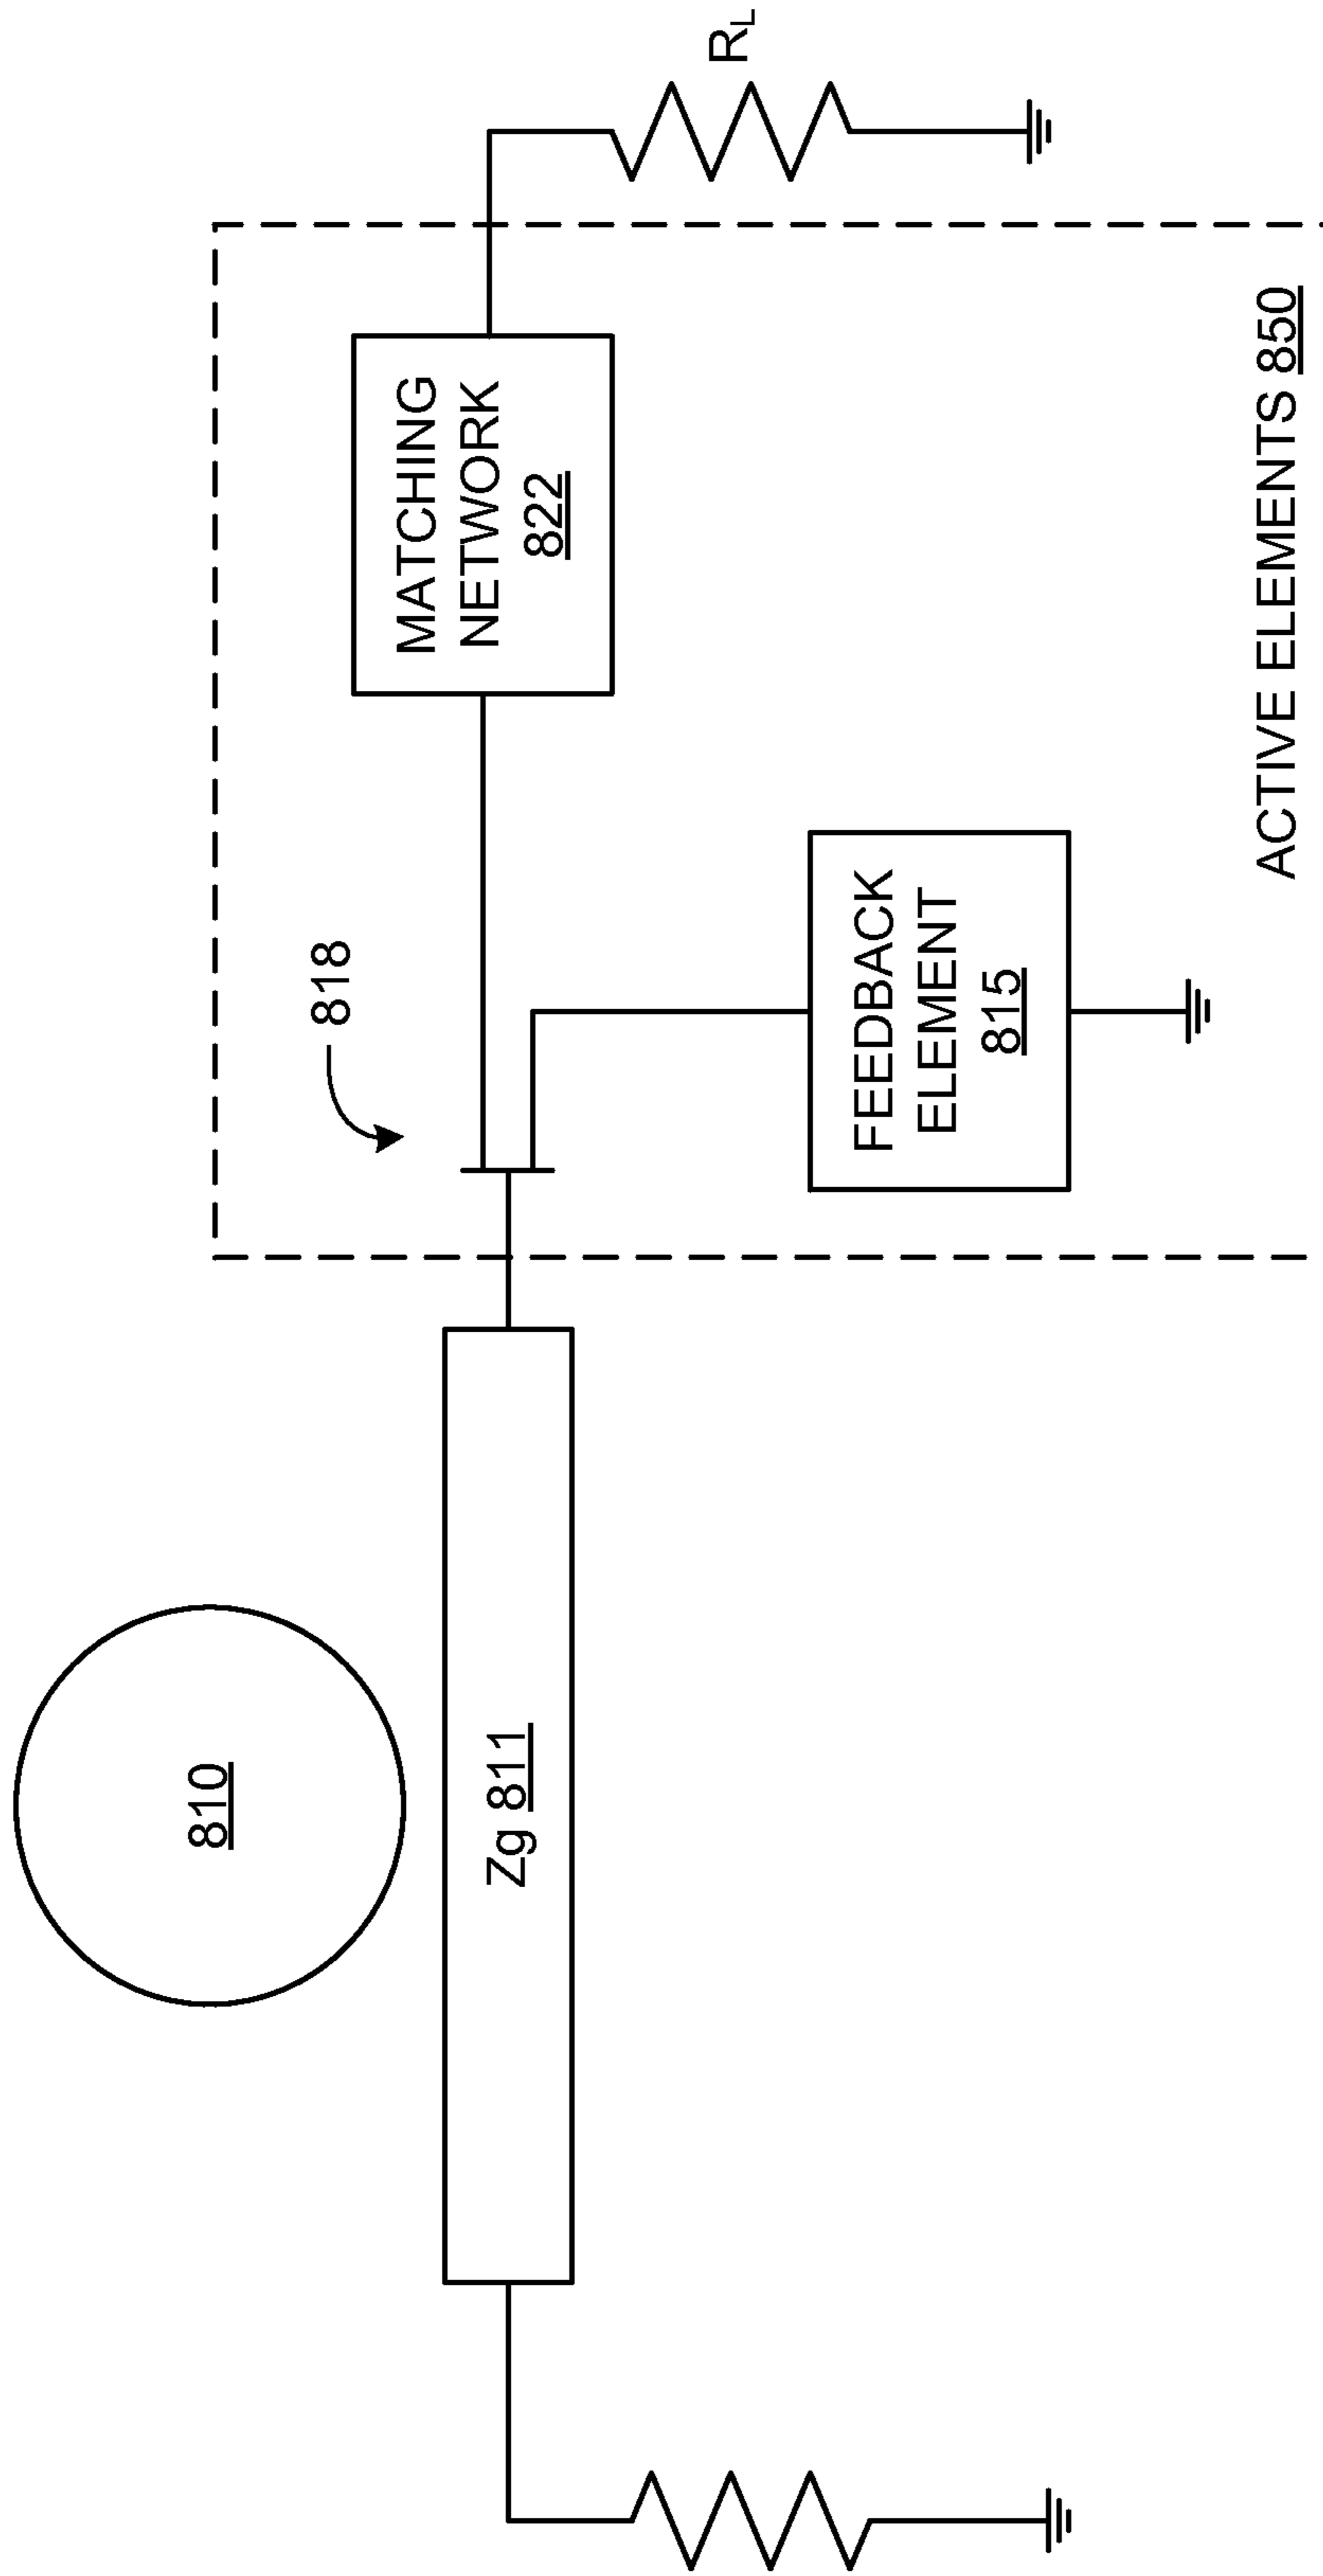 810
Zg 811
818
MATCHING
NETWORK
822
R_L
FEEDBACK
ELEMENT
815
ACTIVE ELEMENTS 850